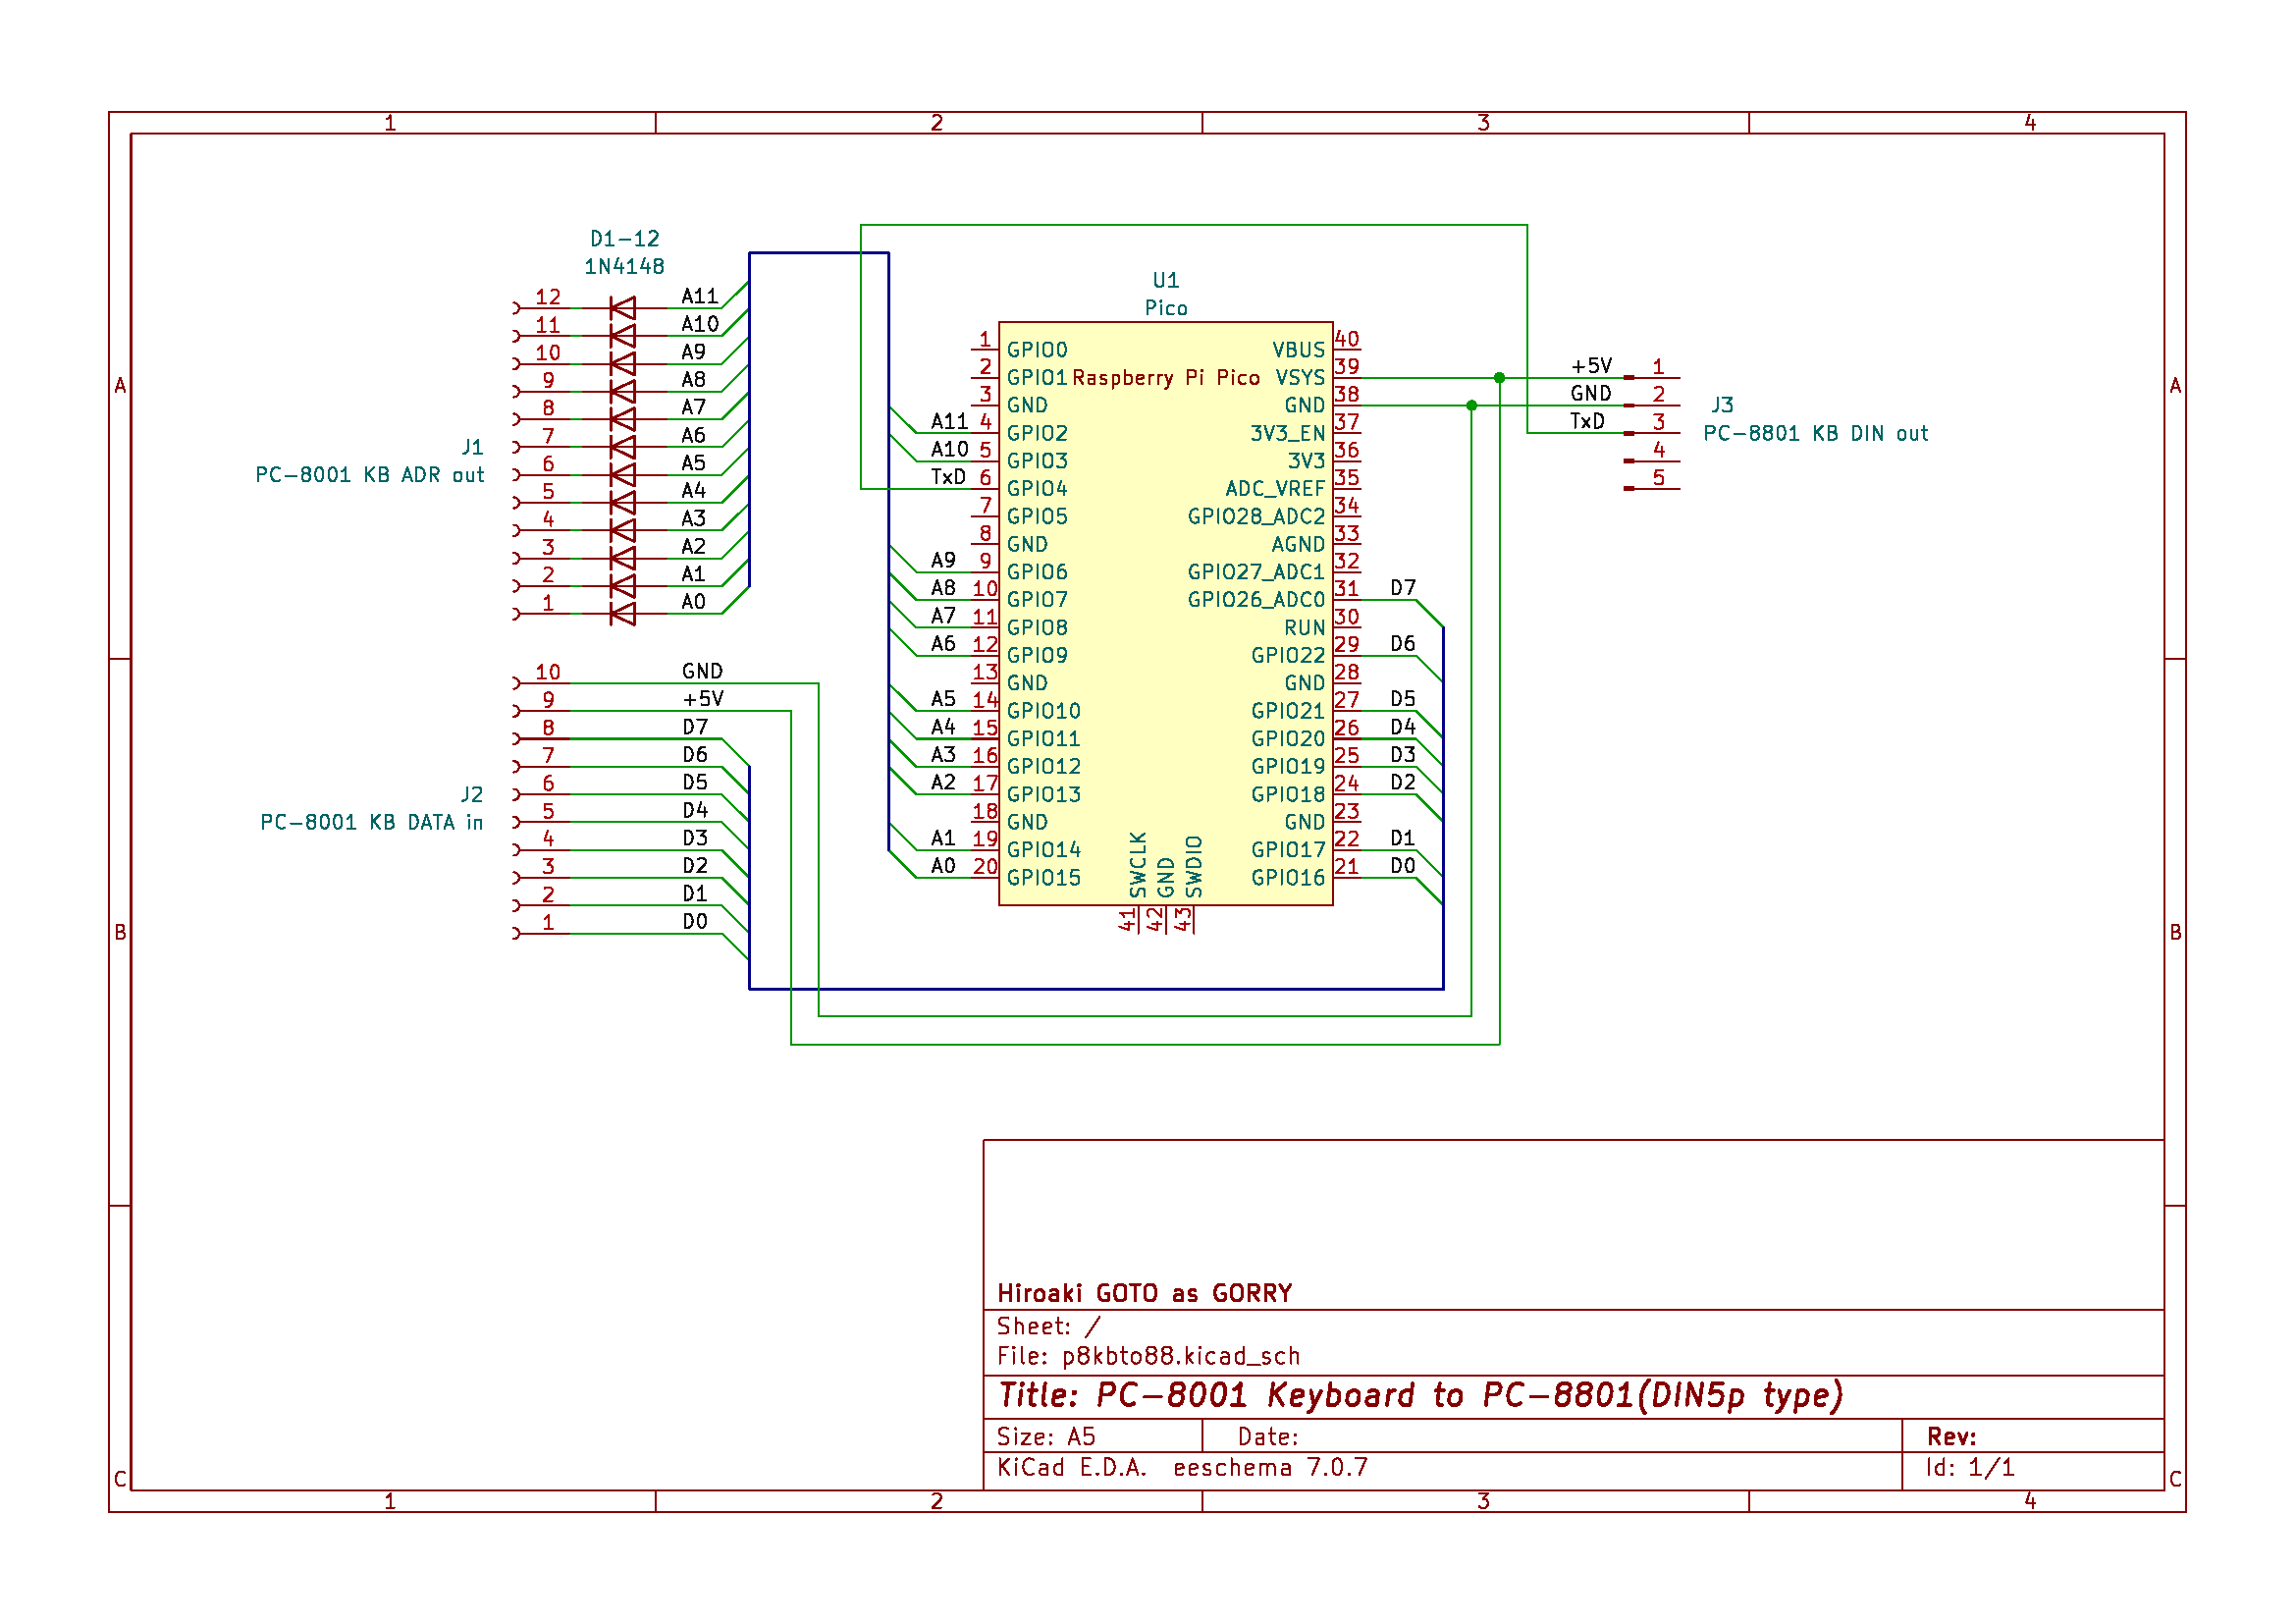 1 2 3 4
A A
B B
C C
D1-12
1N4148
12 A11
11 A10
10 A9
9 A8
8 A7
7 A6
6 A5
5 A4
4 A3
3 A2
2 A1
1 A0
J1
PC-8001 KB ADR out
10 GND
9 +5V
8 D7
7 D6
6 D5
5 D4
4 D3
3 D2
2 D1
1 D0
J2
PC-8001 KB DATA in
U1
Pico
Raspberry Pi Pico
1 GPIO0
2 GPIO1
3 GND
A11 4 GPIO2
A10 5 GPIO3
TxD 6 GPIO4
7 GPIO5
8 GND
A9 9 GPIO6
A8 10 GPIO7
A7 11 GPIO8
A6 12 GPIO9
13 GND
A5 14 GPIO10
A4 15 GPIO11
A3 16 GPIO12
A2 17 GPIO13
18 GND
A1 19 GPIO14
A0 20 GPIO15
VBUS 40
VSYS 39
GND 38
3V3_EN 37
3V3 36
ADC_VREF 35
GPIO28_ADC2 34
AGND 33
GPIO27_ADC1 32
GPIO26_ADC0 31 D7
RUN 30
GPIO22 29 D6
GND 28
GPIO21 27 D5
GPIO20 26 D4
GPIO19 25 D3
GPIO18 24 D2
GND 23
GPIO17 22 D1
GPIO16 21 D0
SWCLK 41
GND 42
SWDIO 43
+5V 1
GND 2
TxD 3
4
5
J3
PC-8801 KB DIN out
Hiroaki GOTO as GORRY
Sheet: /
File: p8kbto88.kicad_sch
Title: PC-8001 Keyboard to PC-8801(DIN5p type)
Size: A5 Date: Rev:
KiCad E.D.A. eeschema 7.0.7 Id: 1/1
1 2 3 4